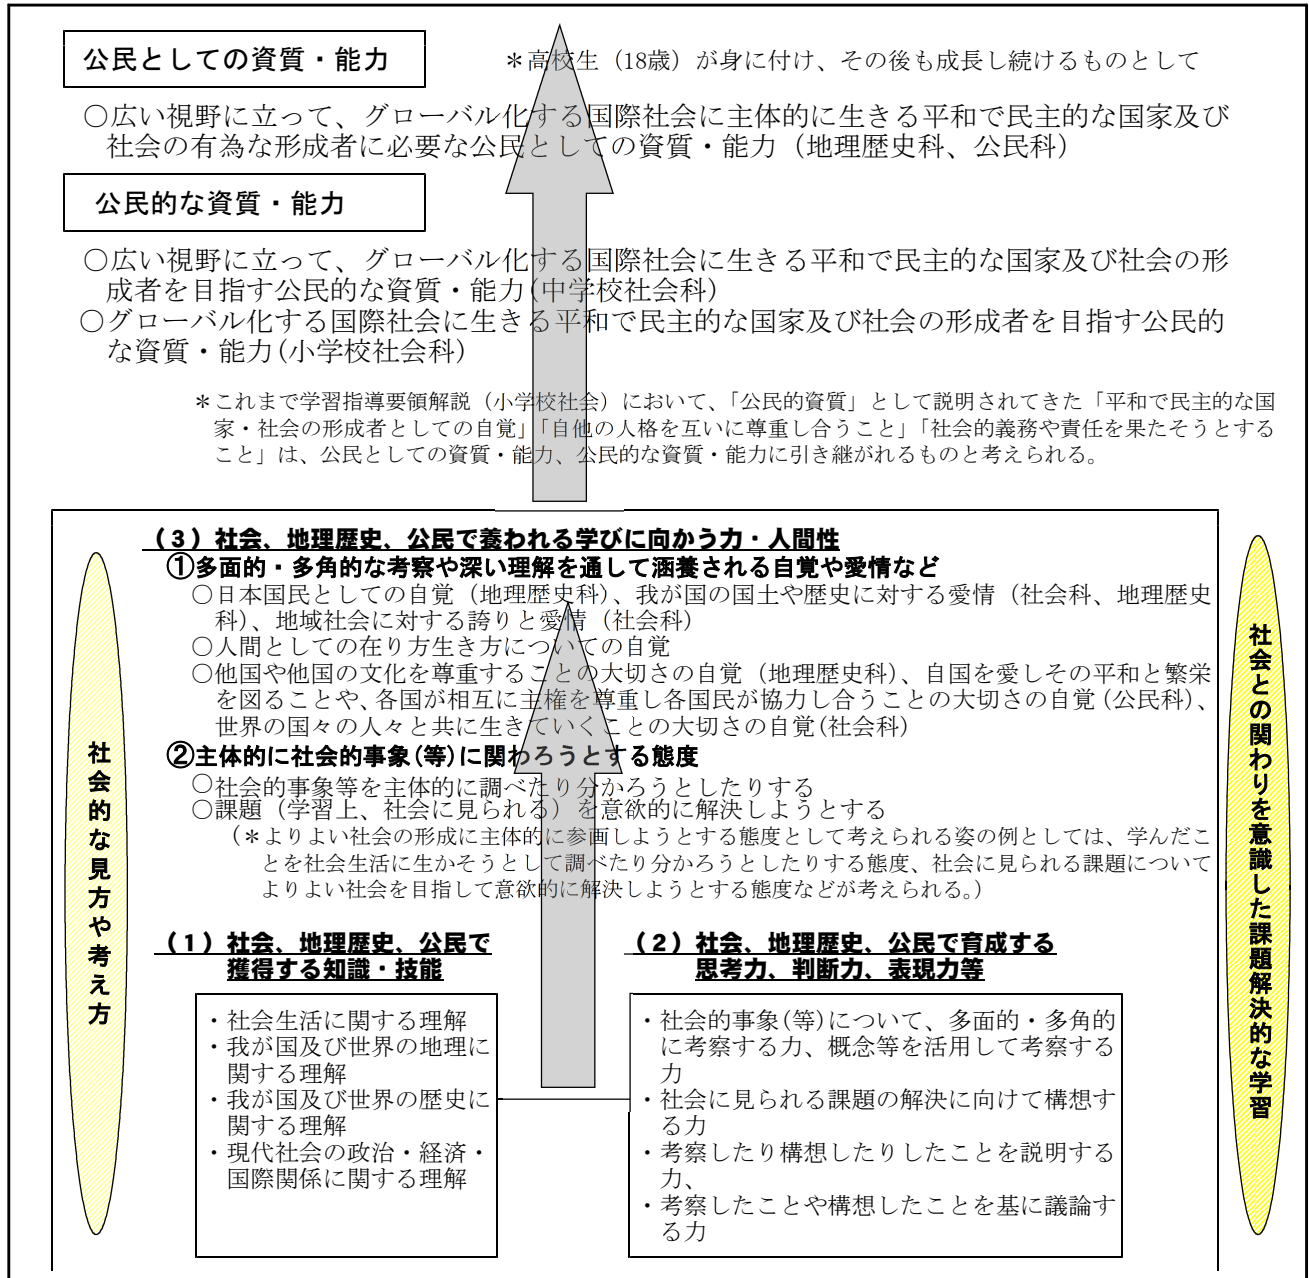 公民としての資質・能力
＊高校生（18歳）が身に付け、その後も成長し続けるものとして
○広い視野に立って、グローバル化する国際社会に主体的に生きる平和で民主的な国家及び
社会の有為な形成者に必要な公民としての資質・能力（地理歴史科、公民科）
公民的な資質・能力
○広い視野に立って、グローバル化する国際社会に生きる平和で民主的な国家及び社会の形
成者を目指す公民的な資質・能力(中学校社会科)
○グローバル化する国際社会に生きる平和で民主的な国家及び社会の形成者を目指す公民的
な資質・能力(小学校社会科)
＊これまで学習指導要領解説（小学校社会）において、「公民的資質」として説明されてきた「平和で民主的な国
家・社会の形成者としての自覚」「自他の人格を互いに尊重し合うこと」「社会的義務や責任を果たそうとする
こと」は、公民としての資質・能力、公民的な資質・能力に引き継がれるものと考えられる。
社会的な見方や考え方
（３）社会、地理歴史、公民で養われる学びに向かう力・人間性
①多面的・多角的な考察や深い理解を通して涵養される自覚や愛情など
○日本国民としての自覚（地理歴史科）、我が国の国土や歴史に対する愛情（社会科、地理歴史
科）、地域社会に対する誇りと愛情（社会科）
○人間としての在り方生き方についての自覚
○他国や他国の文化を尊重することの大切さの自覚（地理歴史科）、自国を愛しその平和と繁栄
を図ることや、各国が相互に主権を尊重し各国民が協力し合うことの大切さの自覚(公民科)、
世界の国々の人々と共に生きていくことの大切さの自覚(社会科)
②主体的に社会的事象(等)に関わろうとする態度
○社会的事象等を主体的に調べたり分かろうとしたりする
○課題（学習上、社会に見られる）を意欲的に解決しようとする
（＊よりよい社会の形成に主体的に参画しようとする態度として考えられる姿の例としては、学んだこ
とを社会生活に生かそうとして調べたり分かろうとしたりする態度、社会に見られる課題について
よりよい社会を目指して意欲的に解決しようとする態度などが考えられる。）
（１）社会、地理歴史、公民で
獲得する知識・技能
・社会生活に関する理解
・我が国及び世界の地理に
関する理解
・我が国及び世界の歴史に
関する理解
・現代社会の政治・経済・
国際関係に関する理解
（２）社会、地理歴史、公民で育成する
思考力、判断力、表現力等
・社会的事象(等)について、多面的・多角的
に考察する力、概念等を活用して考察する
力
・社会に見られる課題の解決に向けて構想す
る力
・考察したり構想したりしたことを説明する
力、
・考察したことや構想したことを基に議論す
る力
社会との関わりを意識した課題解決的な学習